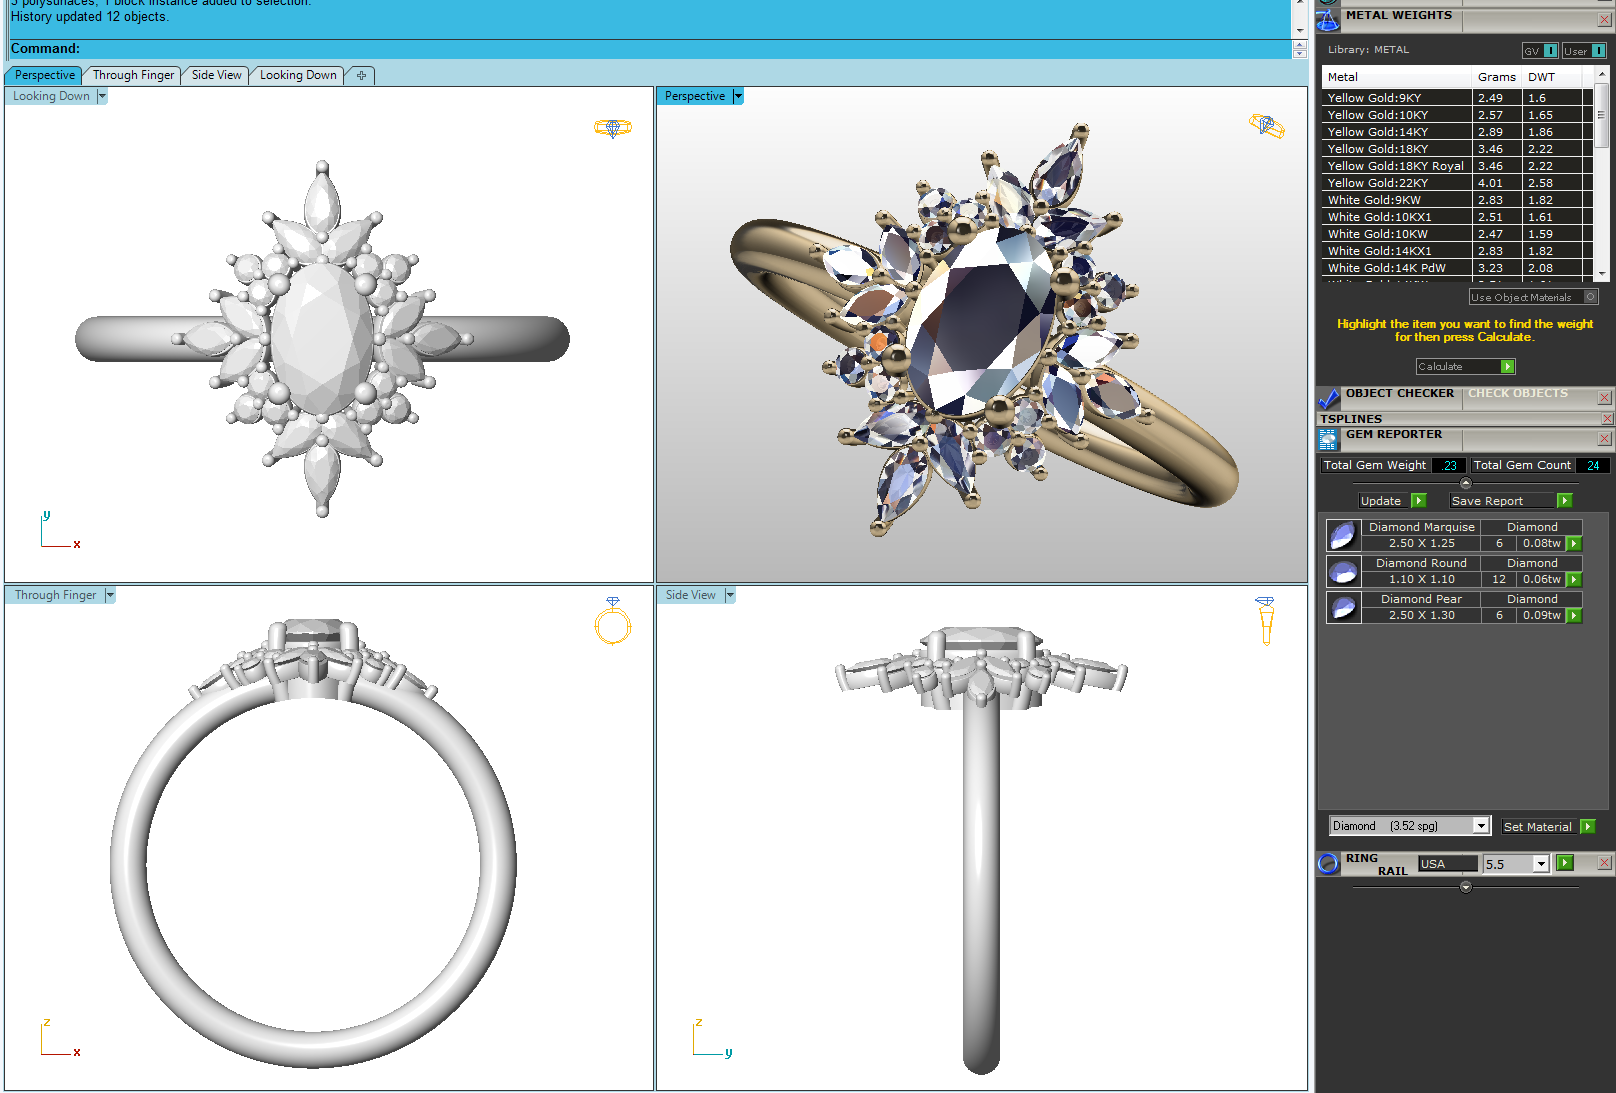 5 polysurfaces, 1 block instance added to selection.
History updated 12 objects.
Command:
Perspective Through Finger Side View Looking Down
Looking Down
Perspective
y
x
Through Finger
Side View
z
x
z
y
METAL WEIGHTS
Library: METAL GV I User I
Metal Grams DWT
Yellow Gold:9KY 2.49 1.6
Yellow Gold:10KY 2.57 1.65
Yellow Gold:14KY 2.89 1.86
Yellow Gold:18KY 3.46 2.22
Yellow Gold:18KY Royal 3.46 2.22
Yellow Gold:22KY 4.01 2.58
White Gold:9KW 2.83 1.82
White Gold:10KX1 2.51 1.61
White Gold:10KW 2.47 1.59
White Gold:14KX1 2.83 1.82
White Gold:14K PdW 3.23 2.08
Use Object Materials
Highlight the item you want to find the weight
for then press Calculate.
Calculate
OBJECT CHECKER CHECK OBJECTS
TSPLINES
GEM REPORTER
Total Gem Weight .23 Total Gem Count 24
Update Save Report
Diamond Marquise Diamond
2.50 X 1.25 6 0.08tw
Diamond Round Diamond
1.10 X 1.10 12 0.06tw
Diamond Pear Diamond
2.50 X 1.30 6 0.09tw
Diamond (3.52 spg) Set Material
RING RAIL USA 5.5